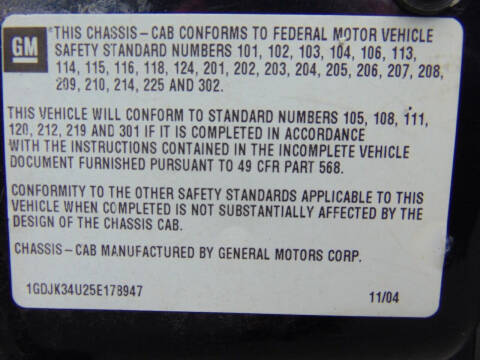 GM
THIS CHASSIS-CAB CONFORMS TO FEDERAL MOTOR VEHICLE
SAFETY STANDARD NUMBERS 101, 102, 103, 104, 106, 113,
114, 115, 116, 118, 124, 201, 202, 203, 204, 205, 206, 207, 208,
209, 210, 214, 225 AND 302.
THIS VEHICLE WILL CONFORM TO STANDARD NUMBERS 105, 108, 111,
120, 212, 219 AND 301 IF IT IS COMPLETED IN ACCORDANCE
WITH THE INSTRUCTIONS CONTAINED IN THE INCOMPLETE VEHICLE
DOCUMENT FURNISHED PURSUANT TO 49 CFR PART 568.
CONFORMITY TO THE OTHER SAFETY STANDARDS APPLICABLE TO THIS
VEHICLE WHEN COMPLETED IS NOT SUBSTANTIALLY AFFECTED BY THE
DESIGN OF THE CHASSIS CAB.
CHASSIS-CAB MANUFACTURED BY GENERAL MOTORS CORP.
1GDJK34U25E178947 11/04